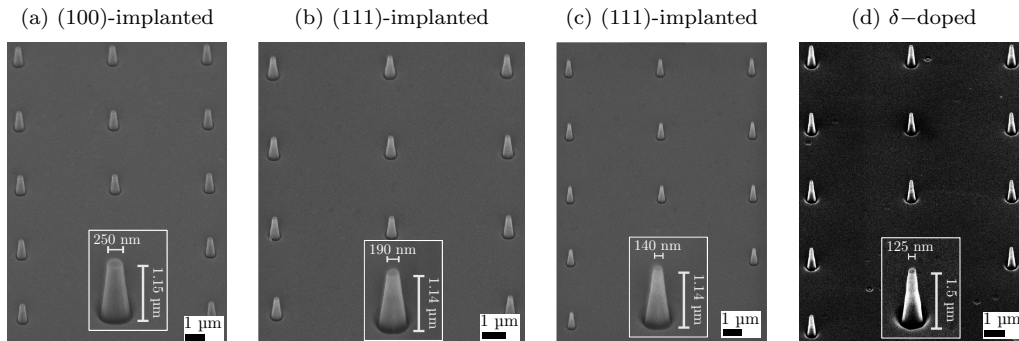 (a) (100)-implanted
(b) (111)-implanted
(c) (111)-implanted
(d) δ−doped
250 nm
1.15 µm
1 µm
190 nm
1.14 µm
1 µm
140 nm
1.14 µm
1 µm
125 nm
1.5 µm
1 µm